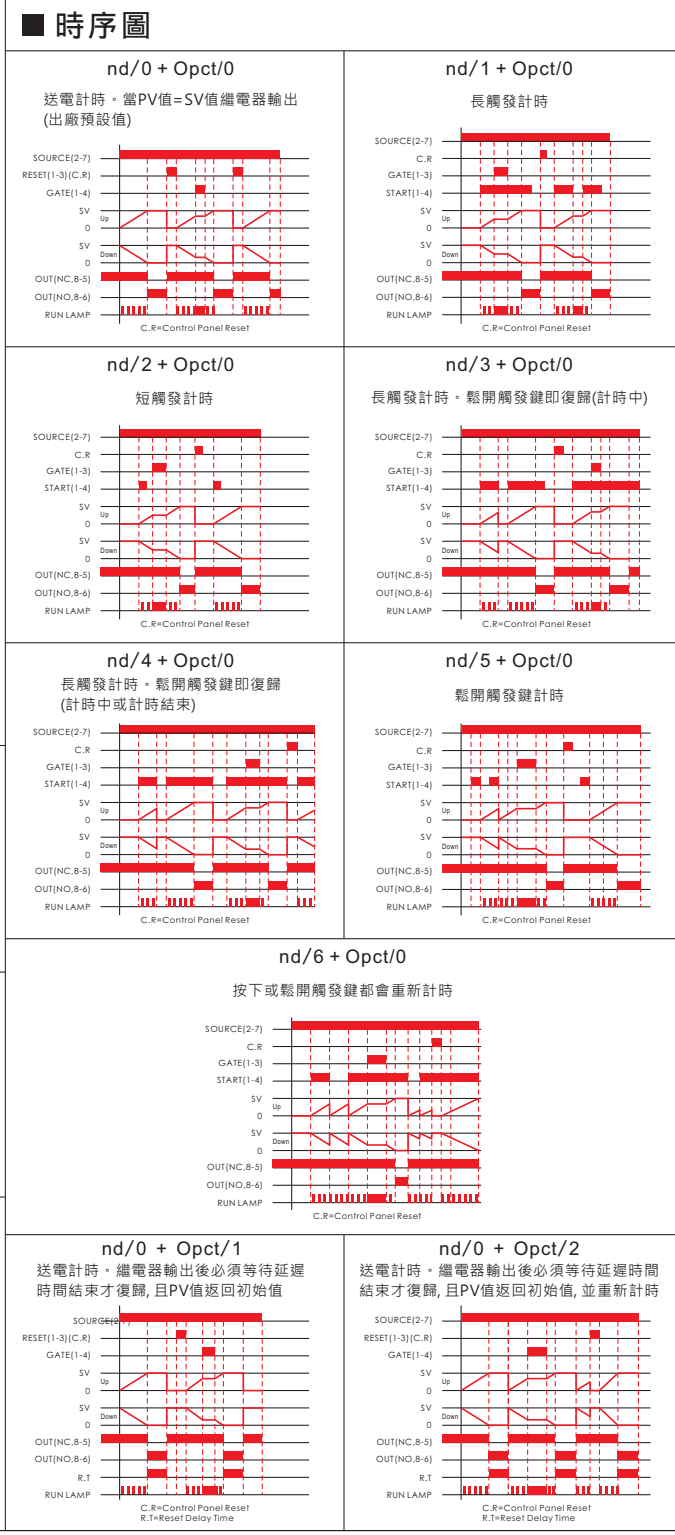 ■ 時序圖
nd/0 + Opct/0
送電計時。當PV值=SV值繼電器輸出
(出廠預設值)
SOURCE(2-7)
RESET(1-3)(C.R)
GATE(1-4)
SV
Up
0
SV
Down
0
OUT(NC,8-5)
OUT(NO,8-6)
RUN LAMP
C.R=Control Panel Reset
nd/1 + Opct/0
長觸發計時
SOURCE(2-7)
C.R
GATE(1-3)
START(1-4)
SV
Up
0
SV
Down
0
OUT(NC,8-5)
OUT(NO,8-6)
RUN LAMP
C.R=Control Panel Reset
nd/2 + Opct/0
短觸發計時
SOURCE(2-7)
C.R
GATE(1-3)
START(1-4)
SV
Up
0
SV
Down
0
OUT(NC,8-5)
OUT(NO,8-6)
RUN LAMP
C.R=Control Panel Reset
nd/3 + Opct/0
長觸發計時。鬆開觸發鍵即復歸(計時中)
SOURCE(2-7)
C.R
GATE(1-3)
START(1-4)
SV
Up
0
SV
Down
0
OUT(NC,8-5)
OUT(NO,8-6)
RUN LAMP
C.R=Control Panel Reset
nd/4 + Opct/0
長觸發計時。鬆開觸發鍵即復歸
(計時中或計時結束)
SOURCE(2-7)
C.R
GATE(1-3)
START(1-4)
SV
Up
0
SV
Down
0
OUT(NC,8-5)
OUT(NO,8-6)
RUN LAMP
C.R=Control Panel Reset
nd/5 + Opct/0
鬆開觸發鍵計時
SOURCE(2-7)
C.R
GATE(1-3)
START(1-4)
SV
Up
0
SV
Down
0
OUT(NC,8-5)
OUT(NO,8-6)
RUN LAMP
C.R=Control Panel Reset
nd/6 + Opct/0
按下或鬆開觸發鍵都會重新計時
SOURCE(2-7)
C.R
GATE(1-3)
START(1-4)
SV
Up
0
SV
Down
0
OUT(NC,8-5)
OUT(NO,8-6)
RUN LAMP
C.R=Control Panel Reset
nd/0 + Opct/1
送電計時。繼電器輸出後必須等待延遲
時間結束才復歸, 且PV值返回初始值
SOURCE(2-7)
RESET(1-3)(C.R)
GATE(1-4)
SV
Up
0
SV
Down
0
OUT(NC,8-5)
OUT(NO,8-6)
R.T
RUN LAMP
C.R=Control Panel Reset
R.T=Reset Delay Time
nd/0 + Opct/2
送電計時。繼電器輸出後必須等待延遲時間
結束才復歸, 且PV值返回初始值, 並重新計時
SOURCE(2-7)
RESET(1-3)(C.R)
GATE(1-4)
SV
Up
0
SV
Down
0
OUT(NC,8-5)
OUT(NO,8-6)
R.T
RUN LAMP
C.R=Control Panel Reset
R.T=Reset Delay Time